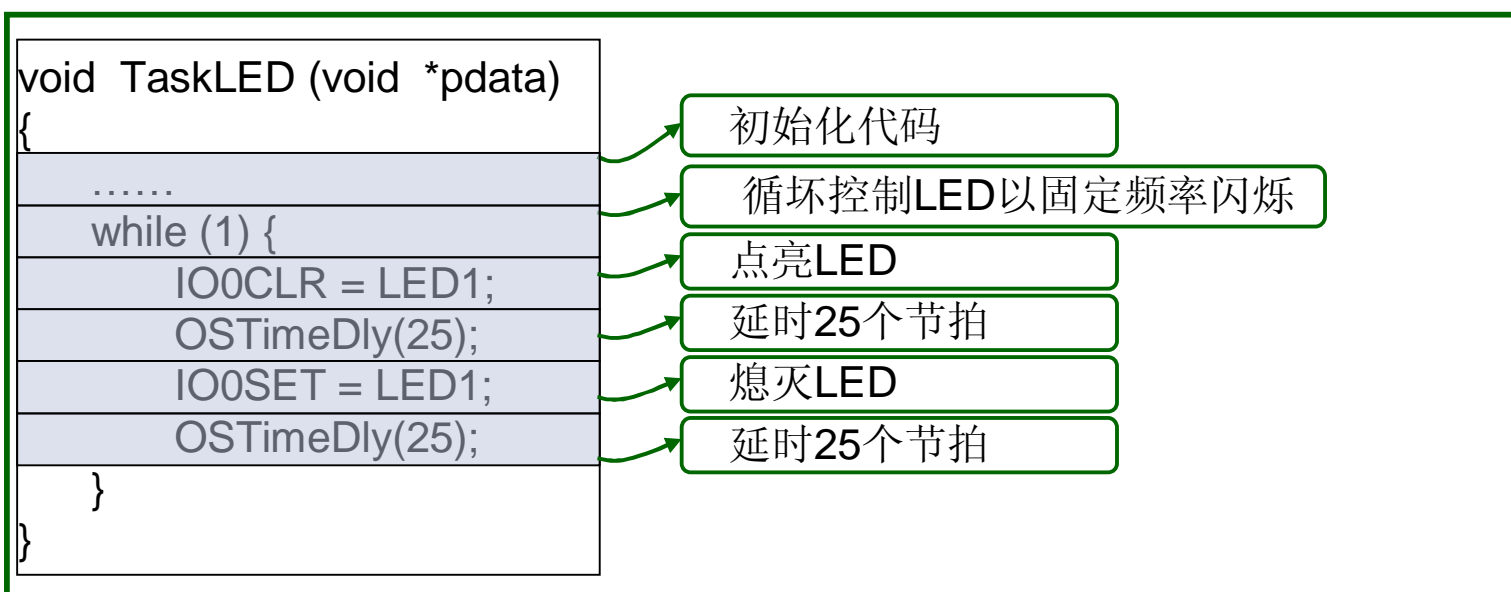 void TaskLED (void *pdata)
{
……
while (1) {
IO0CLR = LED1;
OSTimeDly(25);
IO0SET = LED1;
OSTimeDly(25);
}
}
初始化代码
循坏控制LED以固定频率闪烁
点亮LED
延时25个节拍
熄灭LED
延时25个节拍